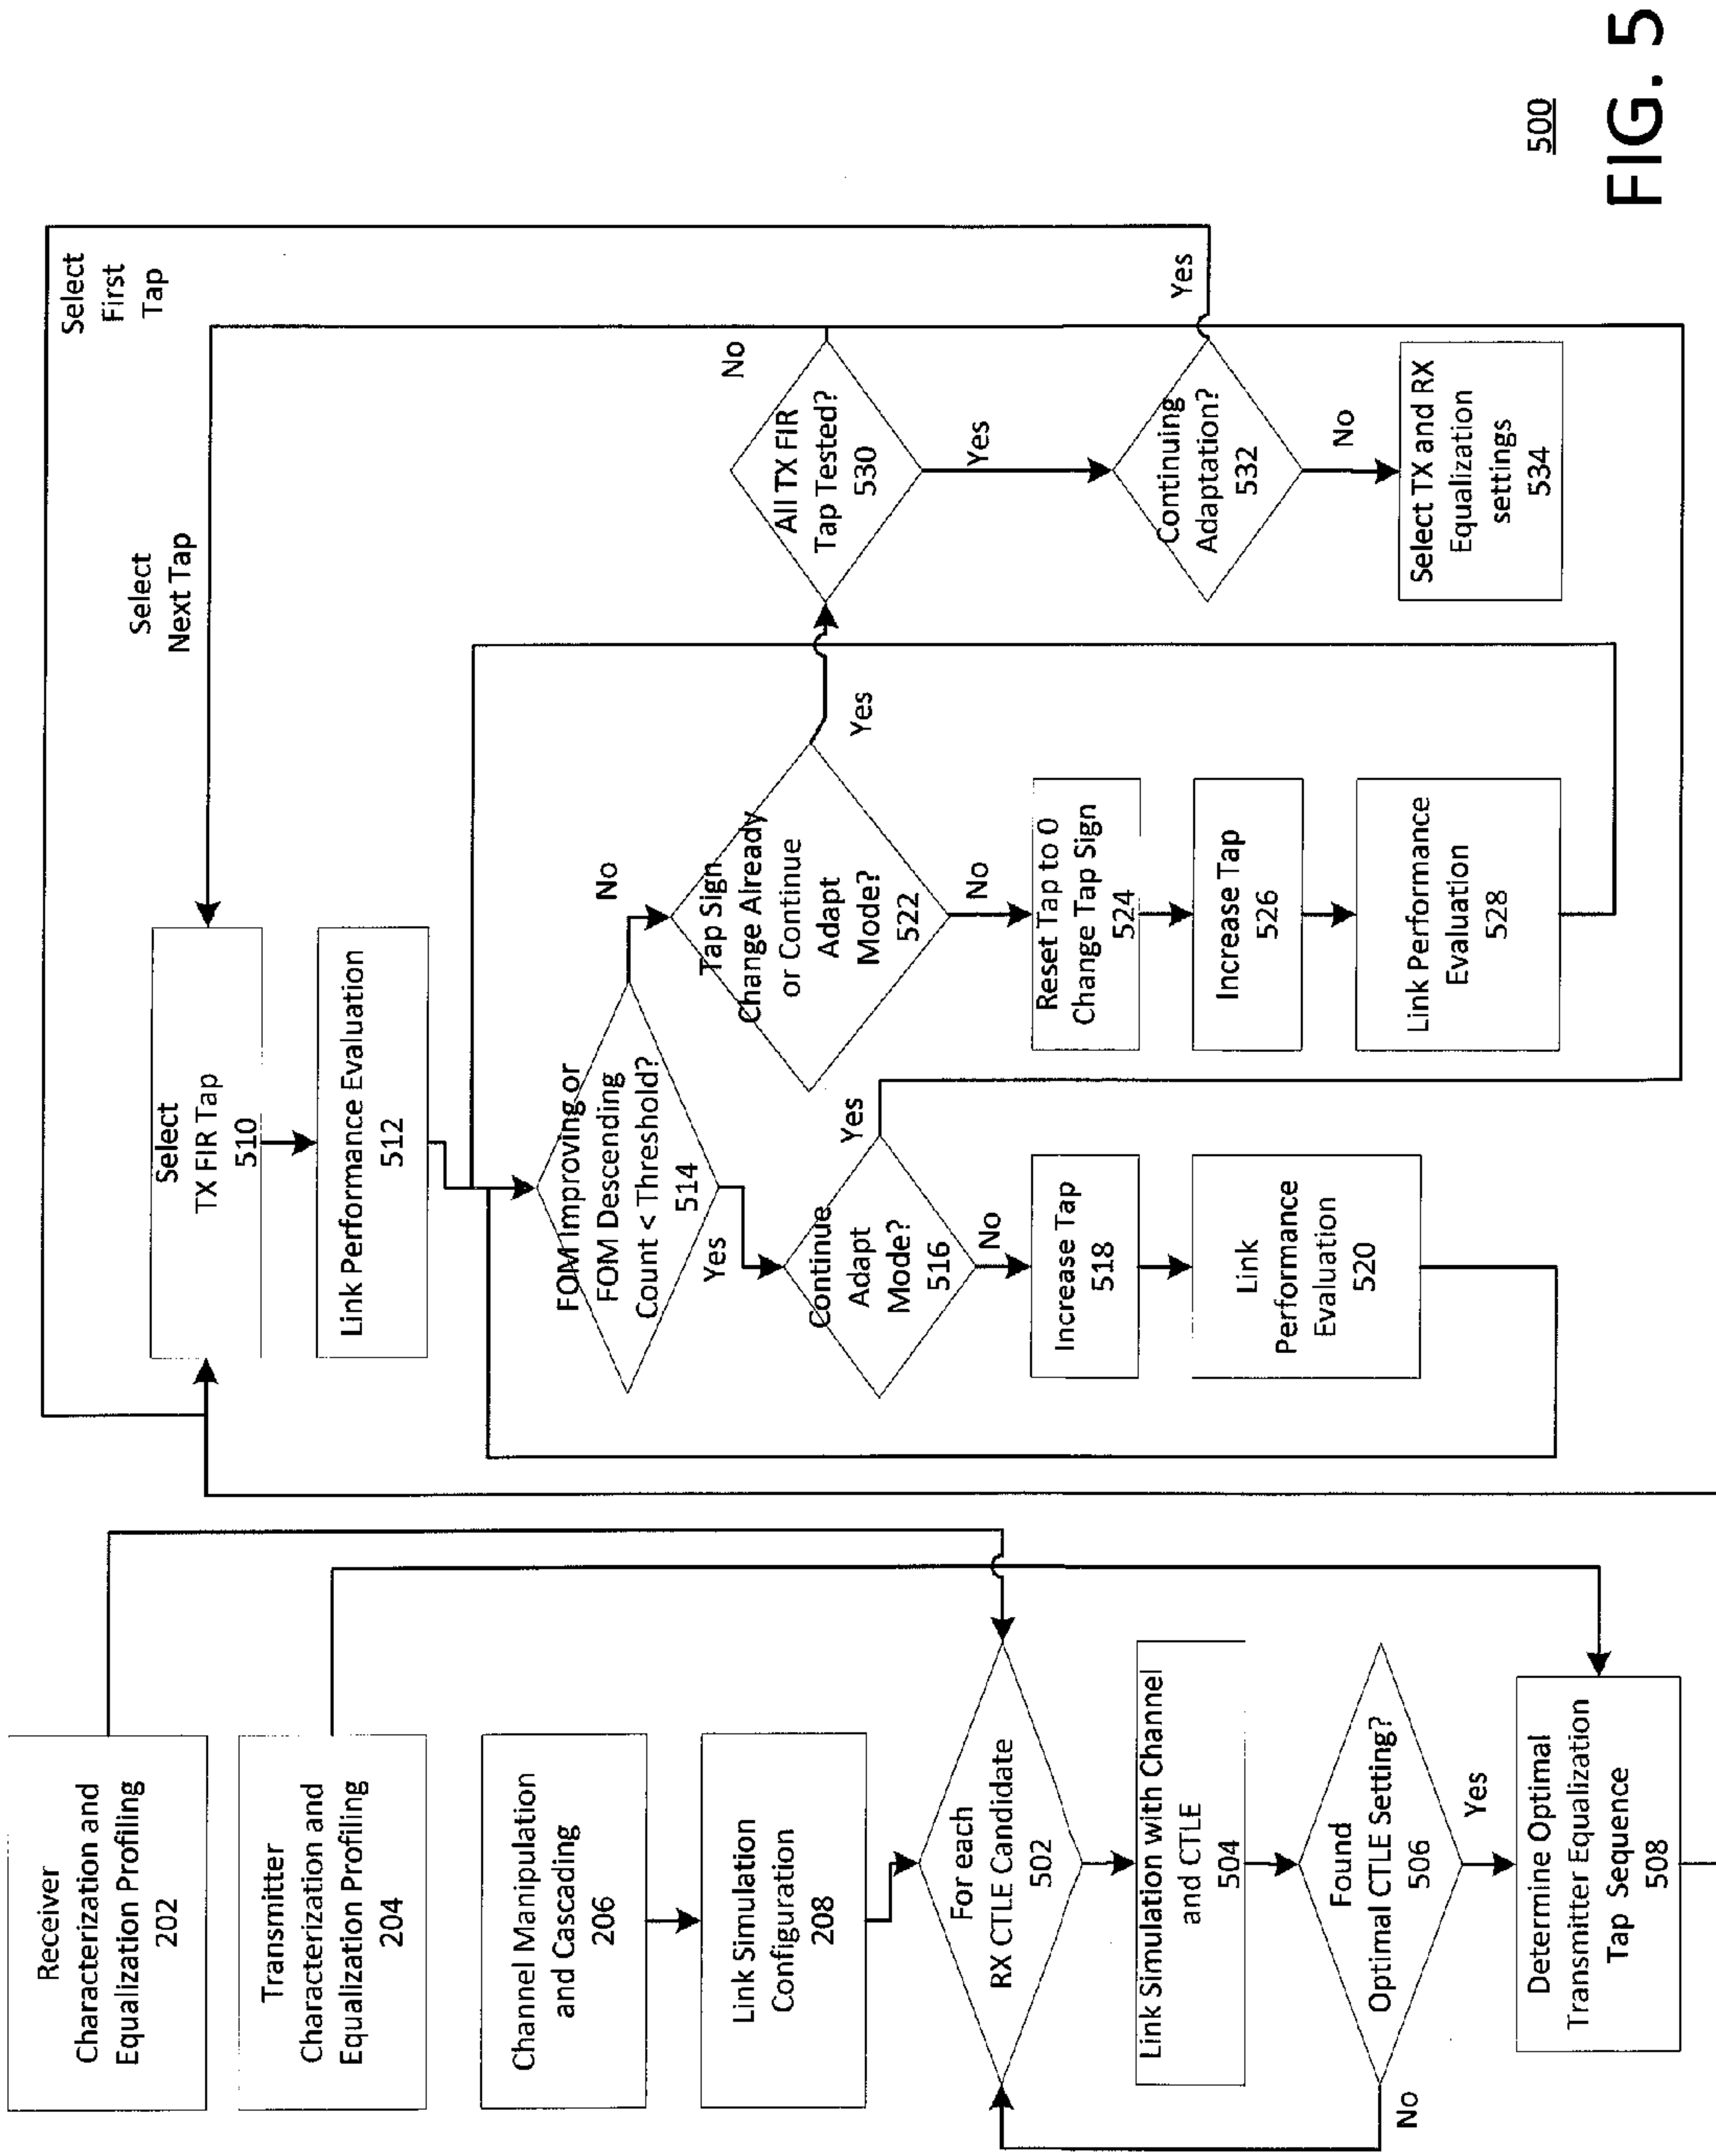 Receiver
Characterization and
Equalization Profiling
202
Transmitter
Characterization and
Equalization Profiling
204
Channel Manipulation
and Cascading
206
Link Simulation
Configuration
208
For each
RX CTLE Candidate
502
Link Simulation with Channel
and CTLE
504
Found
Optimal CTLE Setting?
506
No
Yes
Determine Optimal
Transmitter Equalization
Tap Sequence
508
Select
TX FIR Tap
510
Link Performance Evaluation
512
FOM Improving or
FOM Descending
Count < Threshold?
514
Yes
No
Continue
Adapt
Mode?
516
Yes
No
Increase Tap
518
Link
Performance
Evaluation
520
Tap Sign
Change Already
or Continue
Adapt
Mode?
522
Yes
No
Reset Tap to 0
Change Tap Sign
524
Increase Tap
526
Link Performance
Evaluation
528
Select
Next Tap
Select
First
Tap
All TX FIR
Tap Tested?
530
No
Yes
Continuing
Adaptation?
532
Yes
No
Select TX and RX
Equalization
settings
534
500
FIG. 5